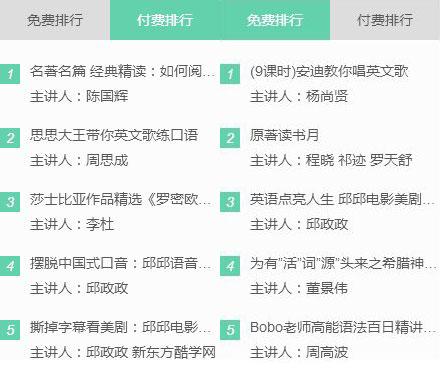 免费排行
付费排行
1
名著名篇 经典精读：如何阅…
主讲人：陈国辉
2
思思大王带你英文歌练口语
主讲人：周思成
3
莎士比亚作品精选《罗密欧…
主讲人：李杜
4
摆脱中国式口音：邱邱语音…
主讲人：邱政政
5
撕掉字幕看美剧：邱邱电影…
主讲人：邱政政 新东方酷学网
免费排行
付费排行
1
(9课时)安迪教你唱英文歌
主讲人：杨尚贤
2
原著读书月
主讲人：程晓 祁迹 罗天舒
3
英语点亮人生 邱邱电影美剧…
主讲人：邱政政
4
为有"活"词"源"头来之希腊神…
主讲人：董景伟
5
Bobo老师高能语法百日精讲…
主讲人：周高波